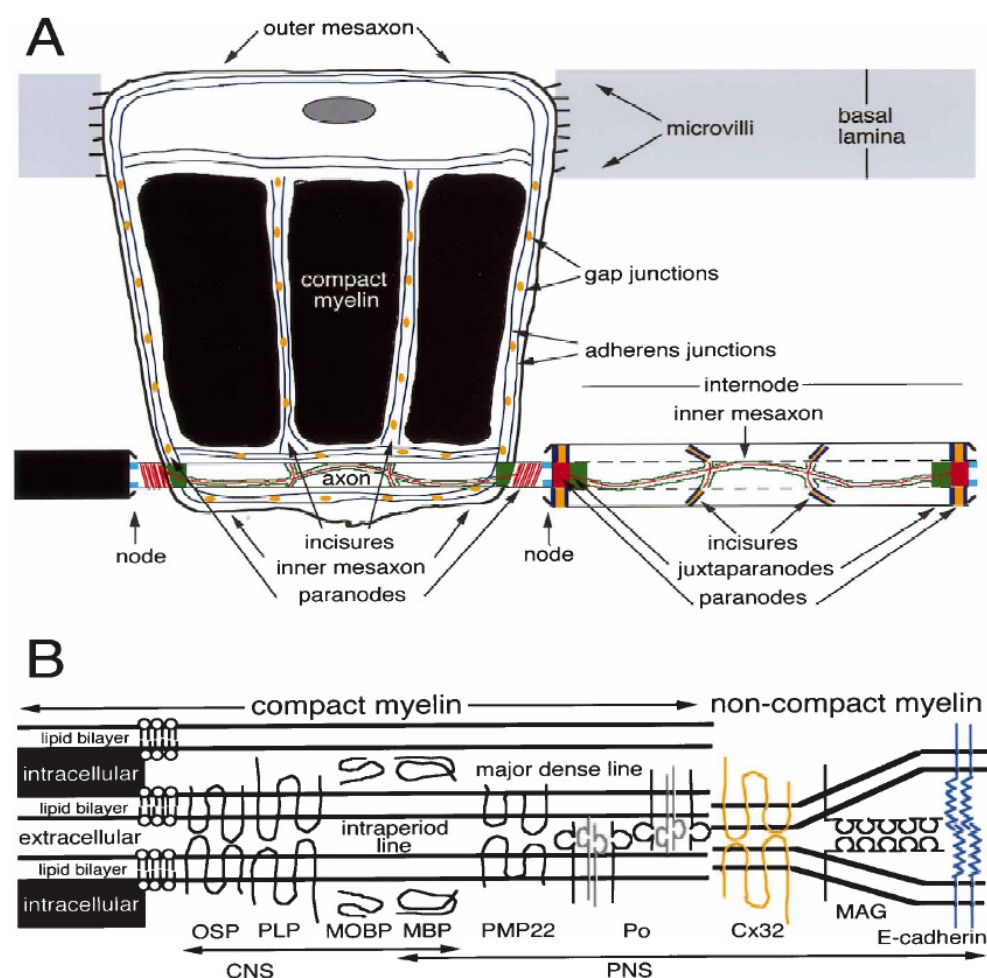 A
outer mesaxon
microvilli
basal
lamina
compact
myelin
gap junctions
adherens junctions
internode
inner mesaxon
axon
node
incisures
inner mesaxon
paranodes
node
incisures
juxtaparanodes
paranodes
B
compact myelin
non-compact myelin
lipid bilayer
intracellular
major dense line
lipid bilayer
extracellular
intraperiod
line
lipid bilayer
intracellular
OSP PLP MOBP MBP PMP22 Po Cx32 MAG
E-cadherin
CNS
PNS